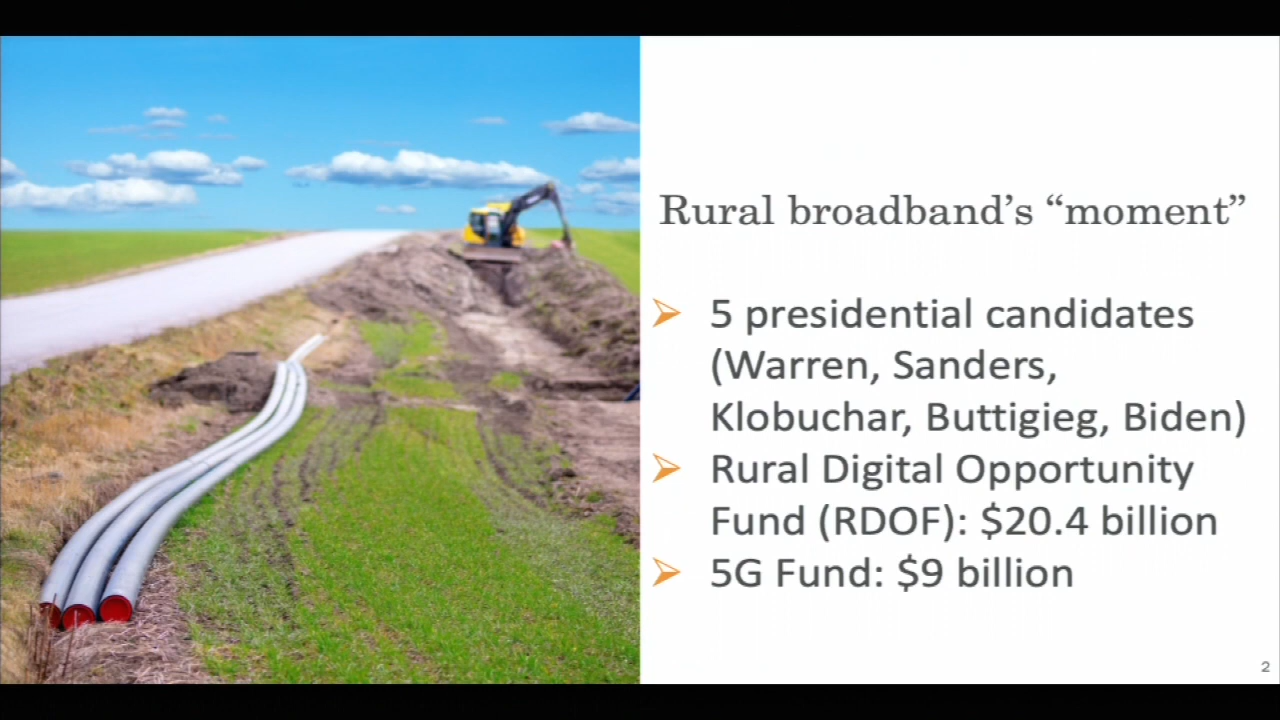 Rural broadband’s “moment”
5 presidential candidates
(Warren, Sanders,
Klobuchar, Buttigieg, Biden)
Rural Digital Opportunity
Fund (RDOF): $20.4 billion
5G Fund: $9 billion
2